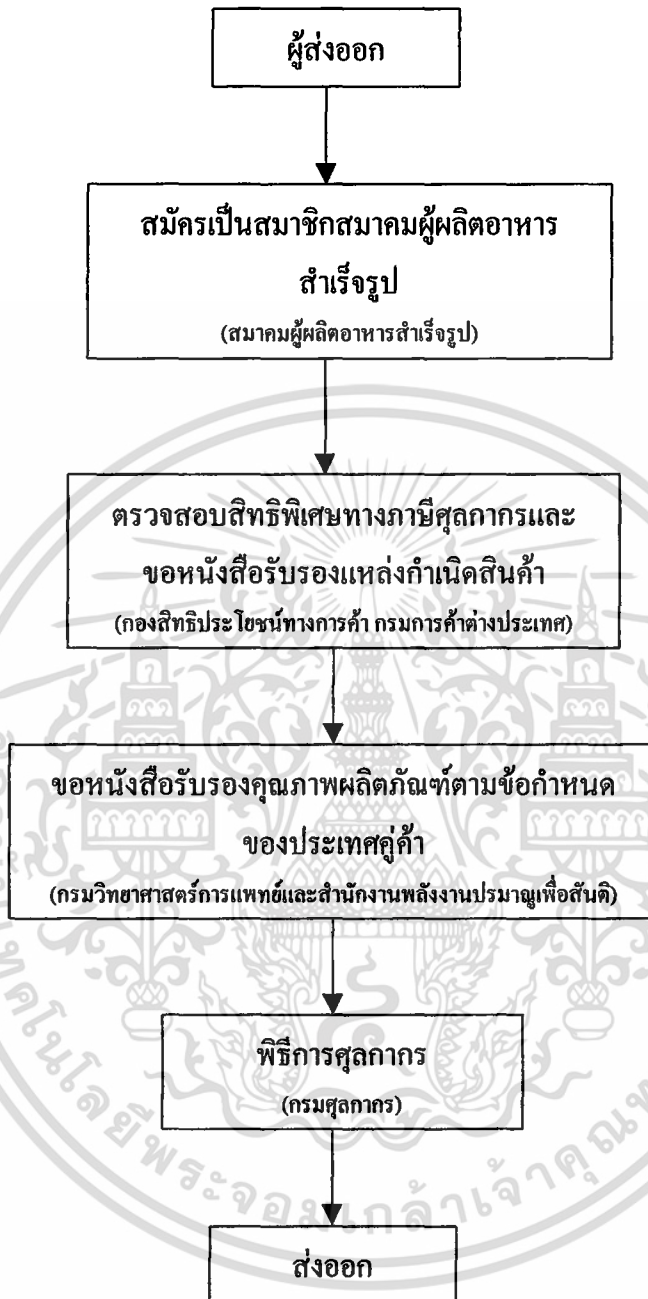 ผู้ส่งออก
สมัครเป็นสมาชิกสมาคมผู้ผลิตอาหาร
สำเร็จรูป
(สมาคมผู้ผลิตอาหารสำเร็จรูป)
ตรวจสอบสิทธิพิเศษทางภาษีศุลกากรและ
ขอหนังสือรับรองแหล่งกำเนิดสินค้า
(กองสิทธิประโยชน์ทางการค้า กรมการค้าต่างประเทศ)
ขอหนังสือรับรองคุณภาพผลิตภัณฑ์ตามข้อกำหนด
ของประเทศคู่ค้า
(กรมวิทยาศาสตร์การแพทย์และสำนักงานพลังงานปรมาณูเพื่อสันติ)
พิธีการศุลกากร
(กรมศุลกากร)
ส่งออก